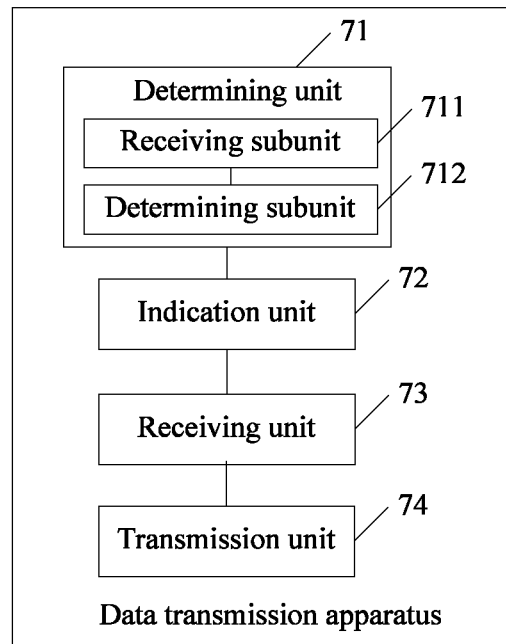 71
Determining unit
711
Receiving subunit
712
Determining subunit
72
Indication unit
73
Receiving unit
74
Transmission unit
Data transmission apparatus